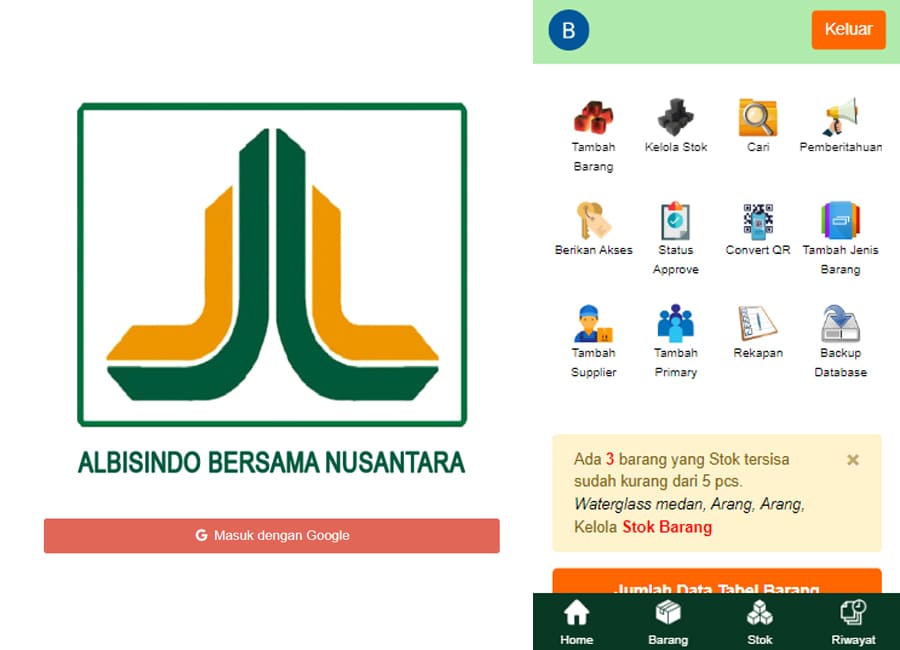 ALBISINDO BERSAMA NUSANTARA
G Masuk dengan Google
B
Keluar
Tambah
Barang
Kelola Stok
Cari
Pemberitahuan
Berikan Akses
Status
Approve
Convert QR
Tambah Jenis
Barang
Tambah
Supplier
Tambah
Primary
Rekapan
Backup
Database
Ada 3 barang yang Stok tersisa
sudah kurang dari 5 pcs.
Waterglass medan, Arang, Arang,
Kelola Stok Barang
×
Jumlah Data Tabel Barang
Home
Barang
Stok
Riwayat